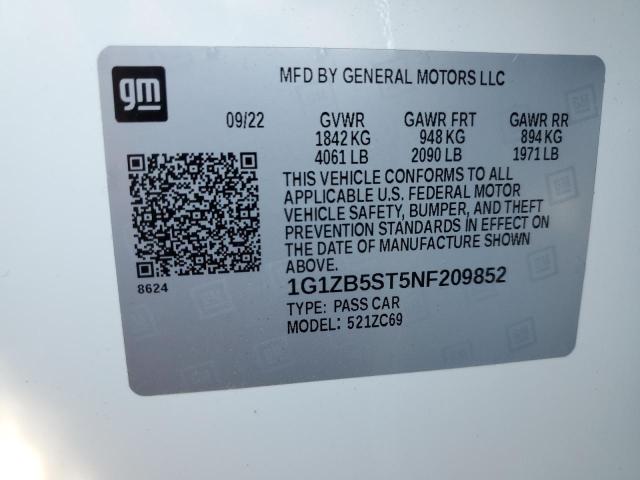 gm
MFD BY GENERAL MOTORS LLC
09/22 GVWR GAWR FRT GAWR RR
1842 KG 948 KG 894 KG
4061 LB 2090 LB 1971 LB
THIS VEHICLE CONFORMS TO ALL
APPLICABLE U.S. FEDERAL MOTOR
VEHICLE SAFETY, BUMPER, AND THEFT
PREVENTION STANDARDS IN EFFECT ON
THE DATE OF MANUFACTURE SHOWN
ABOVE.
8624
1G1ZB5ST5NF209852
TYPE: PASS CAR
MODEL: 521ZC69